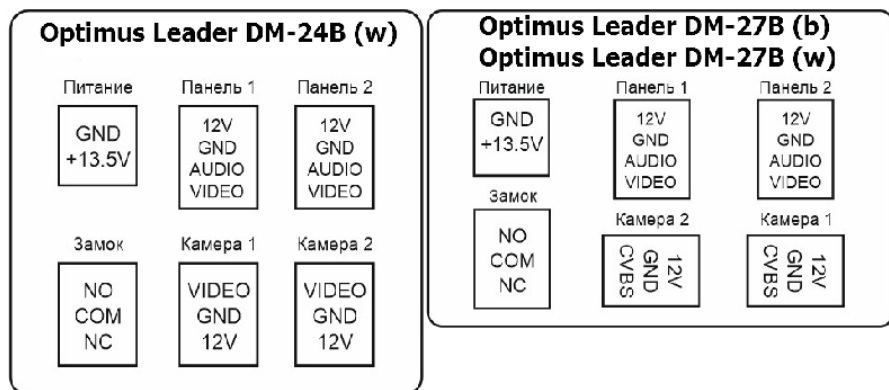 Optimus Leader DM-24B (w)
Питание
GND
+13.5V
Панель 1
12V
GND
AUDIO
VIDEO
Панель 2
12V
GND
AUDIO
VIDEO
Замок
NO
COM
NC
Камера 1
VIDEO
GND
12V
Камера 2
VIDEO
GND
12V
Optimus Leader DM-27B (b)
Optimus Leader DM-27B (w)
Питание
GND
+13.5V
Панель 1
12V
GND
AUDIO
VIDEO
Панель 2
12V
GND
AUDIO
VIDEO
Замок
NO
COM
NC
Камера 2
12V
GND
CVBS
Камера 1
12V
GND
CVBS